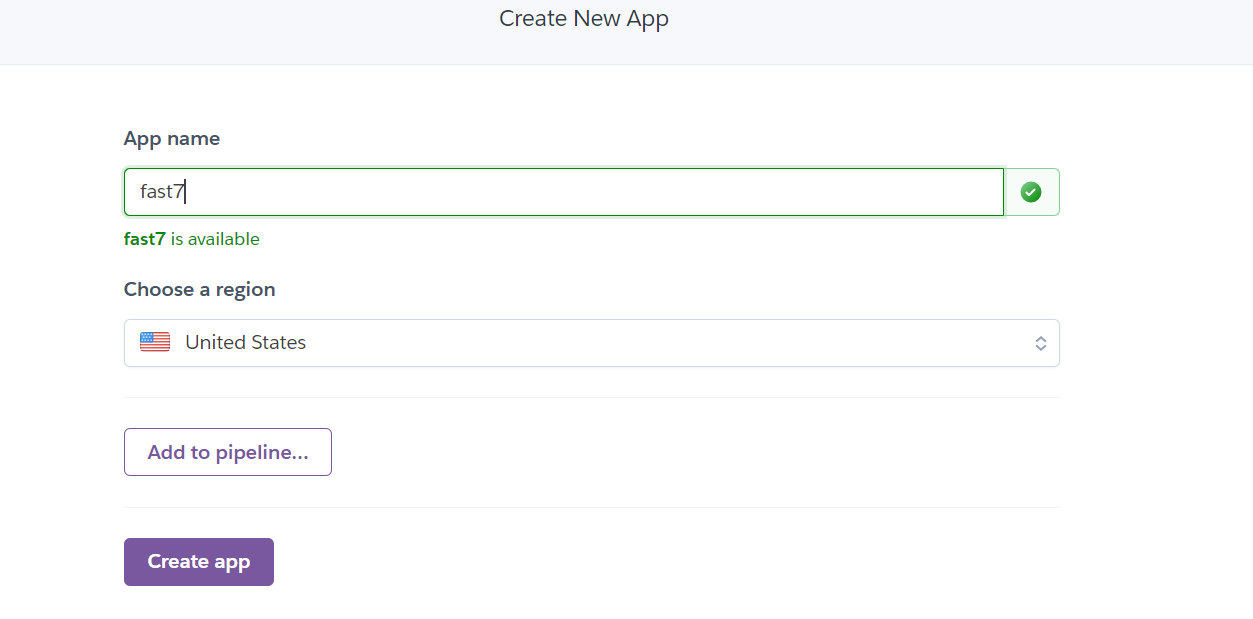 Create New App
App name
fast7
fast7 is available
Choose a region
United States
Add to pipeline...
Create app